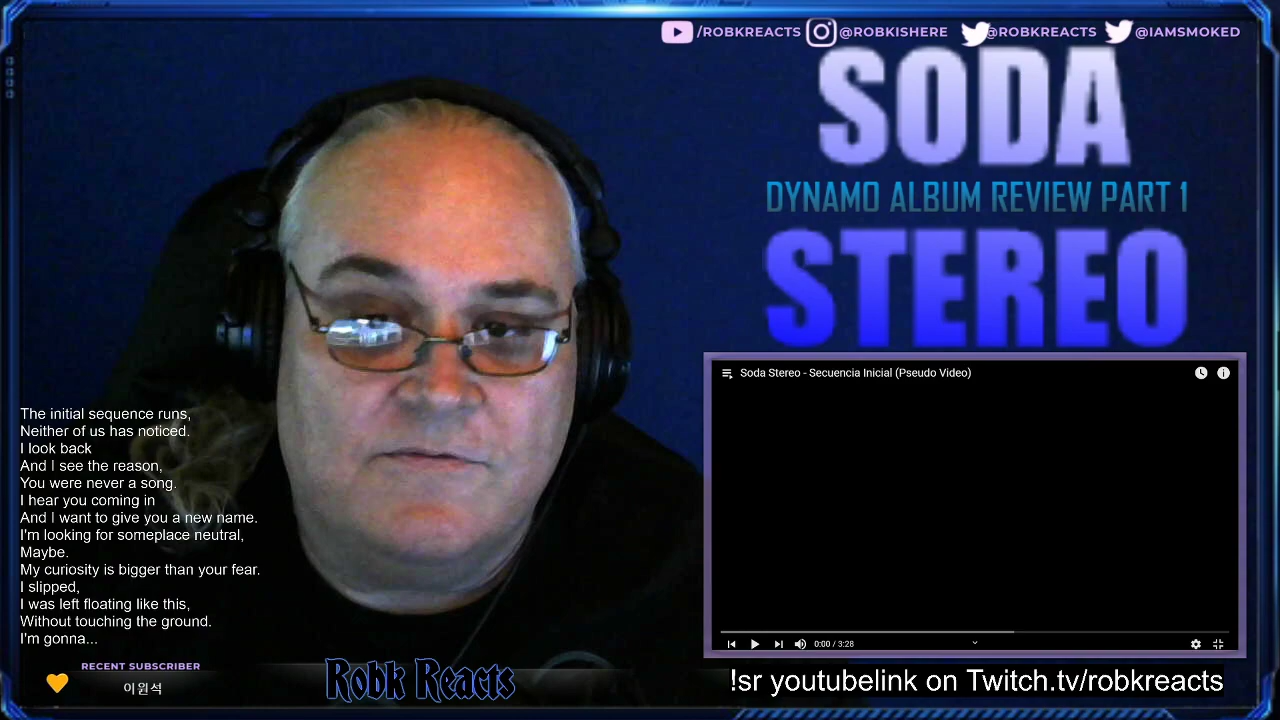 /ROBKREACTS @ROBKISHERE @ROBKREACTS @IAMSMOKED
SODA
DYNAMO ALBUM REVIEW PART 1
STEREO
Soda Stereo - Secuencia Inicial (Pseudo Video)
The initial sequence runs,
Neither of us has noticed.
I look back
And I see the reason,
You were never a song.
I hear you coming in
And I want to give you a new name.
I'm looking for someplace neutral,
Maybe.
My curiosity is bigger than your fear.
I slipped,
I was left floating like this,
Without touching the ground.
I'm gonna...
0:00 / 3:28
RECENT SUBSCRIBER
이원석
Robk Reacts
!sr youtubelink on Twitch.tv/robkreacts